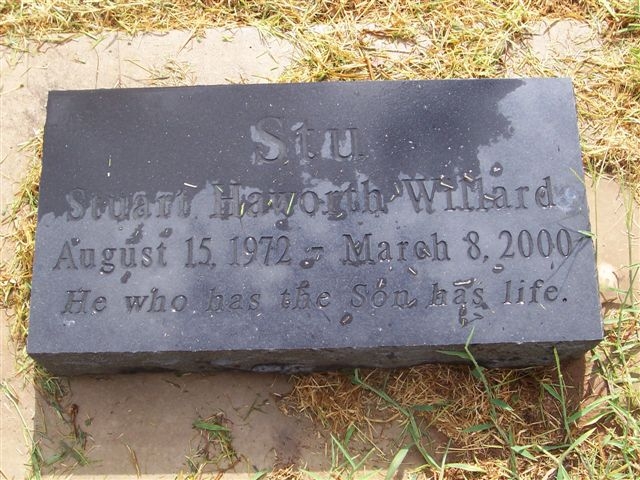 Stu
Stuart Haworth Willard
August 15, 1972 - March 8, 2000
He who has the Son has life.